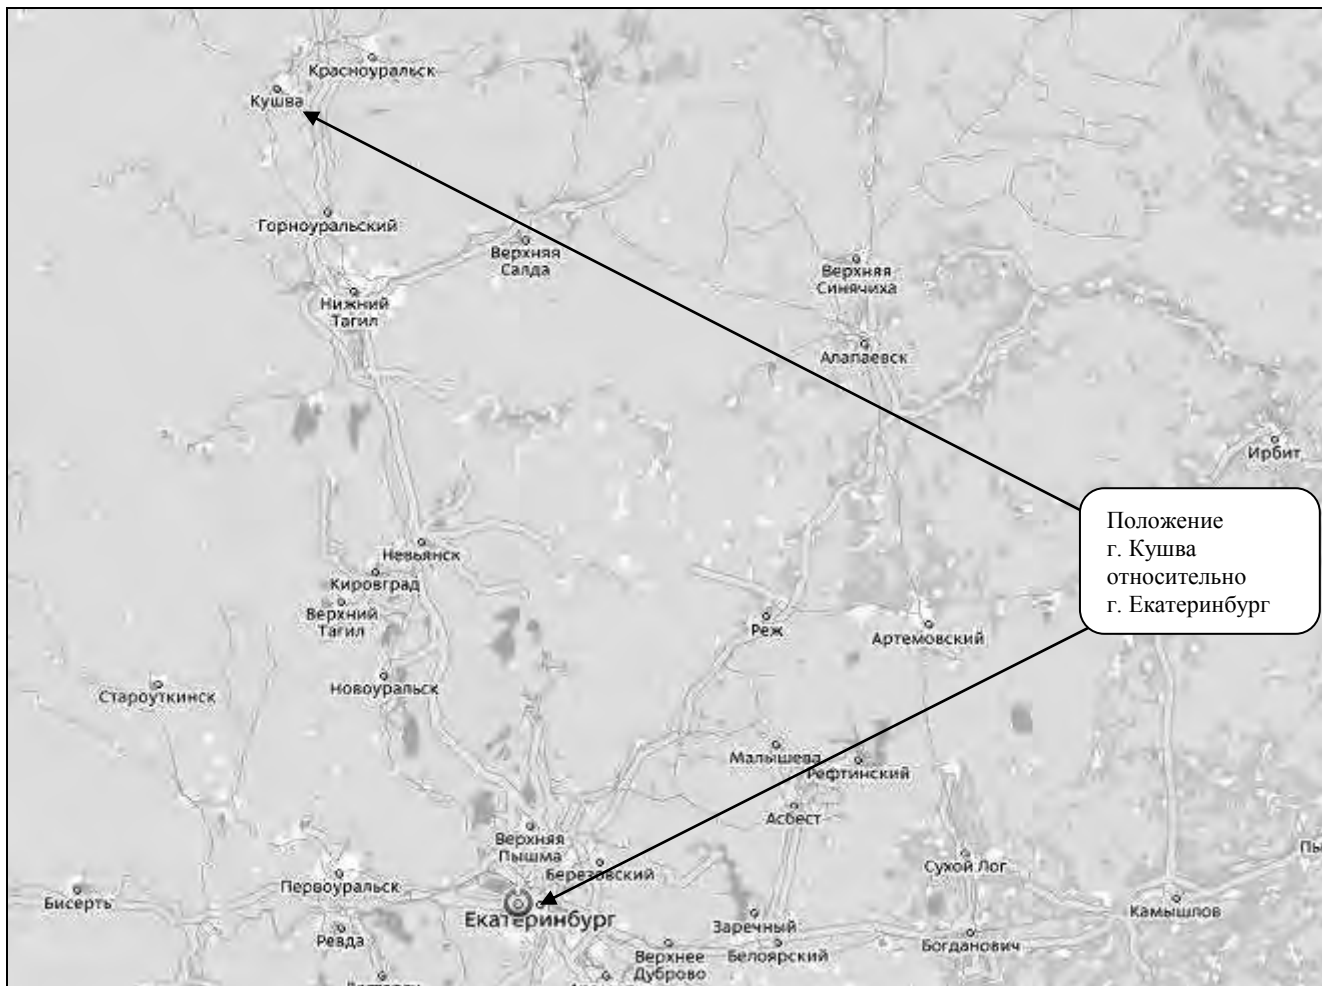 Красноуральск
Кушва
Горноуральский
Верхняя
Салда
Верхняя
Синячиха
Нижний
Тагил
Алапаевск
Ирбит
Положение
г. Кушва
относительно
г. Екатеринбург
Невьянск
Кировград
Верхний
Тагил
Реж
Артемовский
Староуткинск
Новоуральск
Малышева
Рефтинский
Асбест
Верхняя
Пышма
Березовский
Сухой Лог
Первоуральск
Бисерть
Екатеринбург
Заречный
Камышлов
Ревда
Верхнее
Дуброво
Белоярский
Богданович